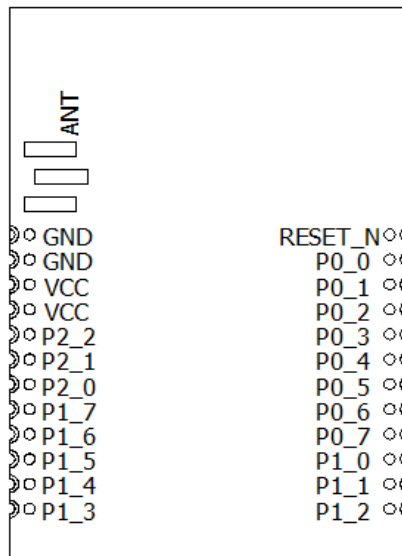 ANT
GND RESET_N
GND P0_0
VCC P0_1
VCC P0_2
P2_2 P0_3
P2_1 P0_4
P2_0 P0_5
P1_7 P0_6
P1_6 P0_7
P1_5 P1_0
P1_4 P1_1
P1_3 P1_2